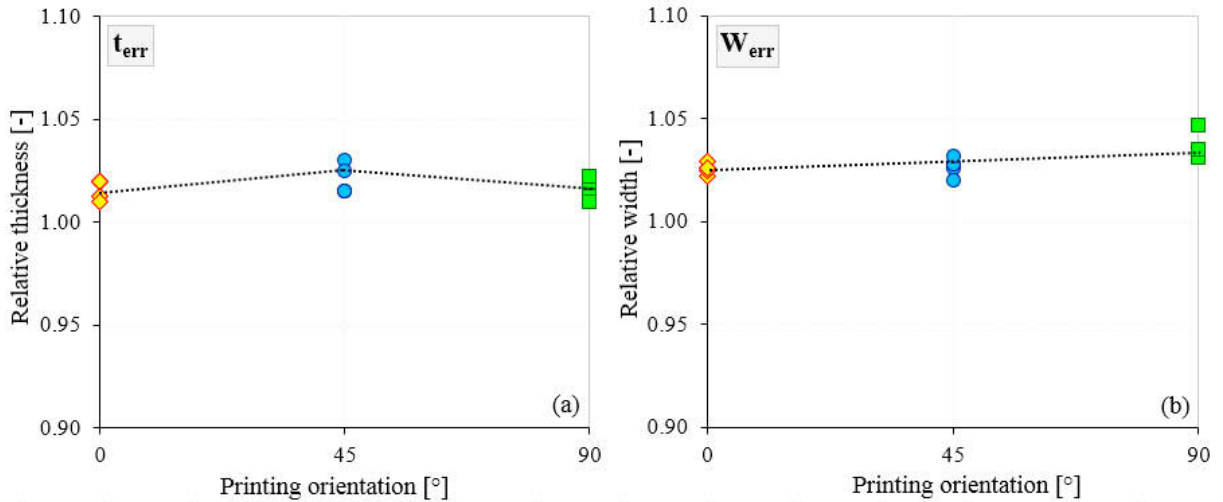 t_err
Relative thickness [-]
1.10
1.05
1.00
0.95
0.90
0
45
90
Printing orientation [°]
(a)
W_err
Relative width [-]
1.10
1.05
1.00
0.95
0.90
0
45
90
Printing orientation [°]
(b)